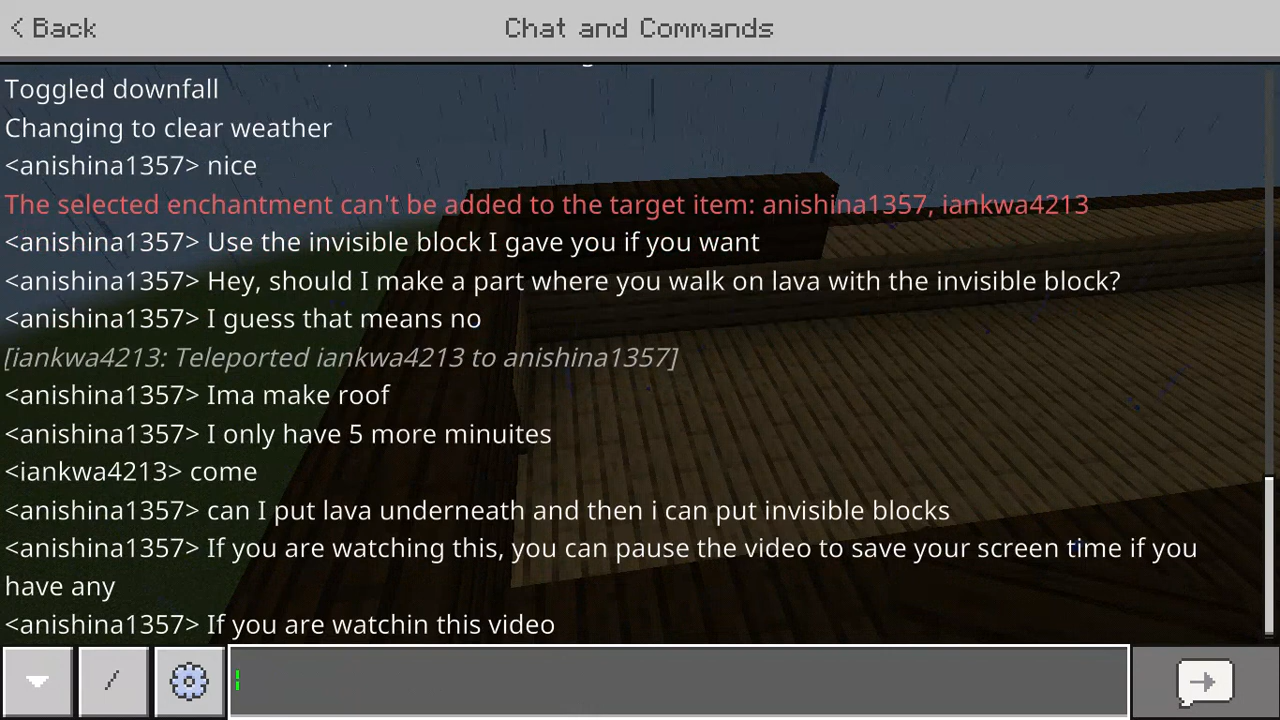 Back
Chat and Commands
Toggled downfall
Changing to clear weather
<anishina1357> nice
The selected enchantment can't be added to the target item: anishina1357, iankwa4213
<anishina1357> Use the invisible block I gave you if you want
<anishina1357> Hey, should I make a part where you walk on lava with the invisible block?
<anishina1357> I guess that means no
[iankwa4213: Teleported iankwa4213 to anishina1357]
<anishina1357> Ima make roof
<anishina1357> I only have 5 more minuites
<iankwa4213> come
<anishina1357> can I put lava underneath and then i can put invisible blocks
<anishina1357> If you are watching this, you can pause the video to save your screen time if you
have any
<anishina1357> If you are watchin this video
/